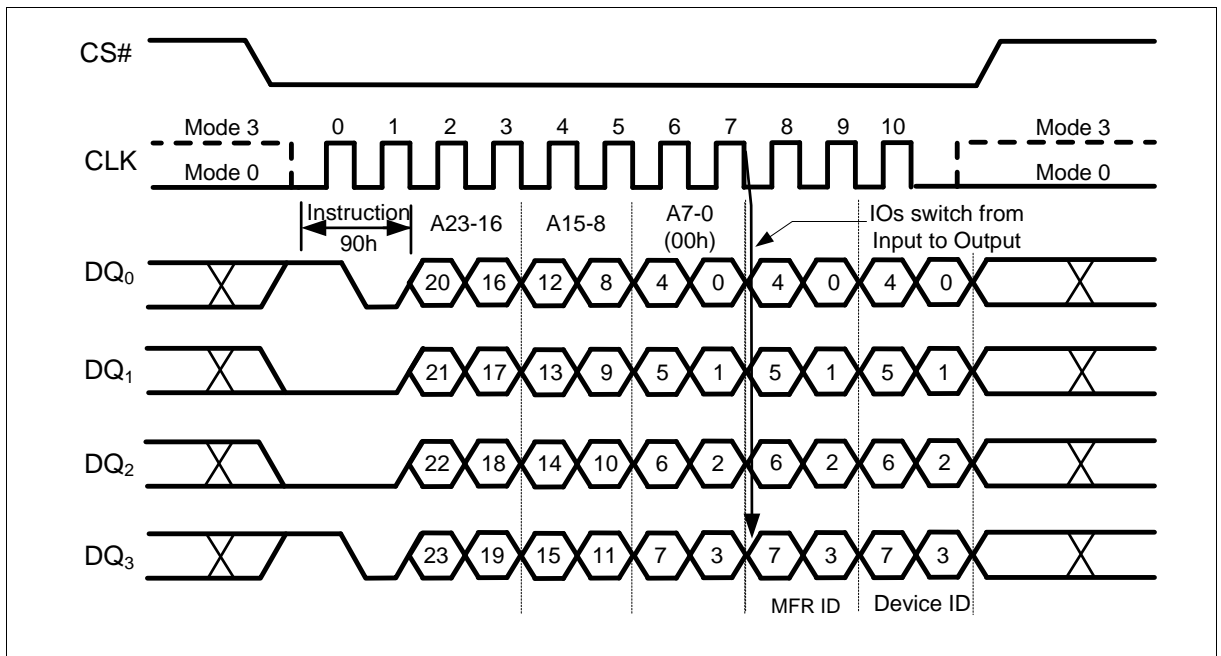 CS#
0 1 2 3 4 5 6 7 8 9 10
Mode 3 Mode 3
CLK
Mode 0 Mode 0
Instruction A23-16 A15-8 A7-0 IOs switch from
90h (00h) Input to Output
DQ0 20 16 12 8 4 0 4 0 4 0
DQ1 21 17 13 9 5 1 5 1 5 1
DQ2 22 18 14 10 6 2 6 2 6 2
DQ3 23 19 15 11 7 3 7 3 7 3
MFR ID Device ID